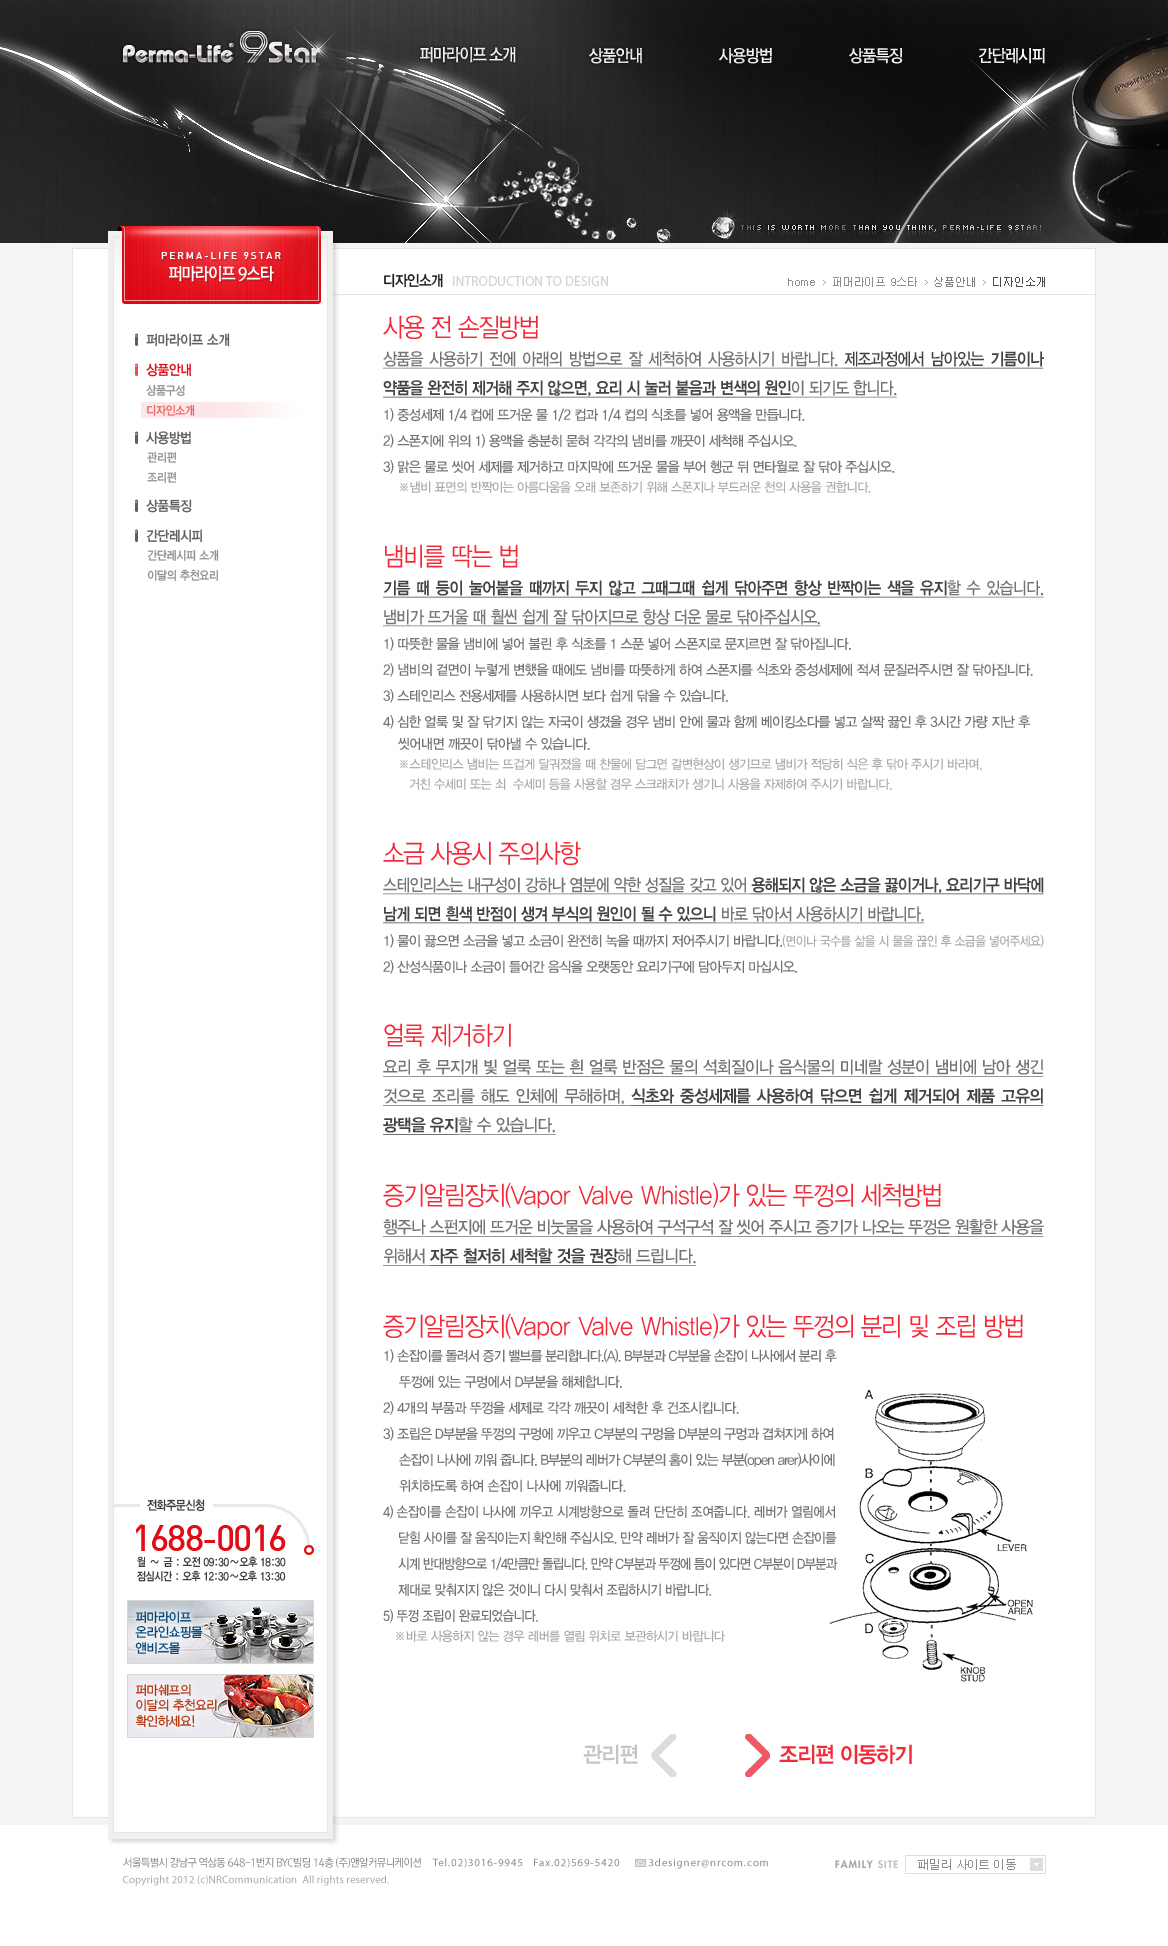 Perma-Life 9Star
퍼마라이프 소개
상품안내
사용방법
상품특징
간단레시피
THIS IS WORTH MORE THAN YOU THINK, PERMA-LIFE 9STAR!
PERMA-LIFE 9STAR
퍼마라이프 9스타
퍼마라이프 소개
상품안내
상품구성
디자인소개
사용방법
관리편
조리편
상품특징
간단레시피
간단레시피 소개
이달의 추천요리
디자인소개 INTRODUCTION TO DESIGN
home > 퍼머라이프 9스타 > 상품안내 > 디자인소개
사용 전 손질방법
상품을 사용하기 전에 아래의 방법으로 잘 세척하여 사용하시기 바랍니다. 제조과정에서 남아있는 기름이나
약품을 완전히 제거해 주지 않으면, 요리 시 눌러 붙음과 변색의 원인이 되기도 합니다.
1) 중성세제 1/4 컵에 뜨거운 물 1/2 컵과 1/4 컵의 식초를 넣어 용액을 만듭니다.
2) 스폰지에 위의 1) 용액을 충분히 묻혀 각각의 냄비를 깨끗이 세척해 주십시오.
3) 맑은 물로 씻어 세제를 제거하고 마지막에 뜨거운 물을 부어 헹군 뒤 면타월로 잘 닦아 주십시오.
※냄비 표면의 반짝이는 아름다움을 오래 보존하기 위해 스폰지나 부드러운 천의 사용을 권합니다.
냄비를 딱는 법
기름 때 등이 눌어붙을 때까지 두지 않고 그때그때 쉽게 닦아주면 항상 반짝이는 색을 유지할 수 있습니다.
냄비가 뜨거울 때 훨씬 쉽게 잘 닦아지므로 항상 더운 물로 닦아주십시오.
1) 따뜻한 물을 냄비에 넣어 불린 후 식초를 1 스푼 넣어 스폰지로 문지르면 잘 닦아집니다.
2) 냄비의 겉면이 누렇게 변했을 때에도 냄비를 따뜻하게 하여 스폰지를 식초와 중성세제에 적셔 문질러주시면 잘 닦아집니다.
3) 스테인리스 전용세제를 사용하시면 보다 쉽게 닦을 수 있습니다.
4) 심한 얼룩 및 잘 닦기지 않는 자국이 생겼을 경우 냄비 안에 물과 함께 베이킹소다를 넣고 살짝 끓인 후 3시간 가량 지난 후
씻어내면 깨끗이 닦아낼 수 있습니다.
※스테인리스 냄비는 뜨겁게 달궈졌을 때 찬물에 담그면 갈변현상이 생기므로 냄비가 적당히 식은 후 닦아 주시기 바라며,
거친 수세미 또는 쇠 수세미 등을 사용할 경우 스크래치가 생기니 사용을 자제하여 주시기 바랍니다.
소금 사용시 주의사항
스테인리스는 내구성이 강하나 염분에 약한 성질을 갖고 있어 용해되지 않은 소금을 끓이거나, 요리기구 바닥에
남게 되면 흰색 반점이 생겨 부식의 원인이 될 수 있으니 바로 닦아서 사용하시기 바랍니다.
1) 물이 끓으면 소금을 넣고 소금이 완전히 녹을 때까지 저어주시기 바랍니다.(면이나 국수를 삶을 시 물을 끊인 후 소금을 넣어주세요)
2) 산성식품이나 소금이 들어간 음식을 오랫동안 요리기구에 담아두지 마십시오.
얼룩 제거하기
요리 후 무지개 빛 얼룩 또는 흰 얼룩 반점은 물의 석회질이나 음식물의 미네랄 성분이 냄비에 남아 생긴
것으로 조리를 해도 인체에 무해하며, 식초와 중성세제를 사용하여 닦으면 쉽게 제거되어 제품 고유의
광택을 유지할 수 있습니다.
증기알림장치(Vapor Valve Whistle)가 있는 뚜껑의 세척방법
행주나 스펀지에 뜨거운 비눗물을 사용하여 구석구석 잘 씻어 주시고 증기가 나오는 뚜껑은 원활한 사용을
위해서 자주 철저히 세척할 것을 권장해 드립니다.
증기알림장치(Vapor Valve Whistle)가 있는 뚜껑의 분리 및 조립 방법
1) 손잡이를 돌려서 증기 밸브를 분리합니다.(A). B부분과 C부분을 손잡이 나사에서 분리 후
뚜껑에 있는 구멍에서 D부분을 해체합니다.
2) 4개의 부품과 뚜껑을 세제로 각각 깨끗이 세척한 후 건조시킵니다.
3) 조립은 D부분을 뚜껑의 구멍에 끼우고 C부분의 구멍을 D부분의 구멍과 겹쳐지게 하여
손잡이 나사에 끼워 줍니다. B부분의 레버가 C부분의 홈이 있는 부분(open arer)사이에
위치하도록 하여 손잡이 나사에 끼워줍니다.
4) 손잡이를 손잡이 나사에 끼우고 시계방향으로 돌려 단단히 조여줍니다. 레버가 열림에서
닫힘 사이를 잘 움직이는지 확인해 주십시오. 만약 레버가 잘 움직이지 않는다면 손잡이를
시계 반대방향으로 1/4만큼만 돌립니다. 만약 C부분과 뚜껑에 틈이 있다면 C부분이 D부분과
제대로 맞춰지지 않은 것이니 다시 맞춰서 조립하시기 바랍니다.
5) 뚜껑 조립이 완료되었습니다.
※바로 사용하지 않는 경우 레버를 열림 위치로 보관하시기 바랍니다
A
B
LEVER
C
OPEN
AREA
D
KNOB
STUD
관리편
조리편 이동하기
전화주문신청
1688-0016
월 ~ 금 : 오전 09:30~오후 18:30
점심시간 : 오후 12:30~오후 13:30
퍼마라이프
온라인쇼핑몰
앤비즈몰
퍼마쉐프의
이달의 추천요리
확인하세요!
서울특별시 강남구 역삼동 648-1번지 BYC빌딩 14층 (주)앤알커뮤니케이션 Tel.02)3016-9945 Fax.02)569-5420 3designer@nrcom.com
Copyright 2012 (c)NRCommunication All rights reserved.
FAMILY SITE
패밀리 사이트 이동